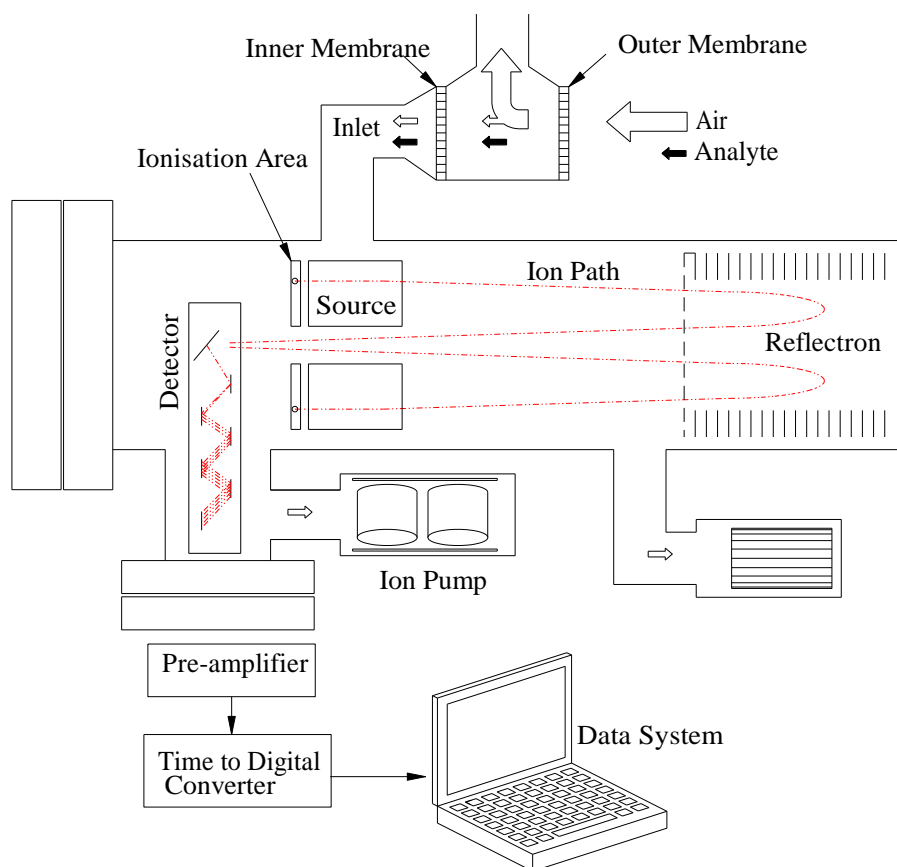 Inner Membrane
Outer Membrane
Inlet
Air
Analyte
Ionisation Area
Ion Path
Source
Reflectron
Detector
Ion Pump
Pre-amplifier
Time to Digital
Converter
Data System